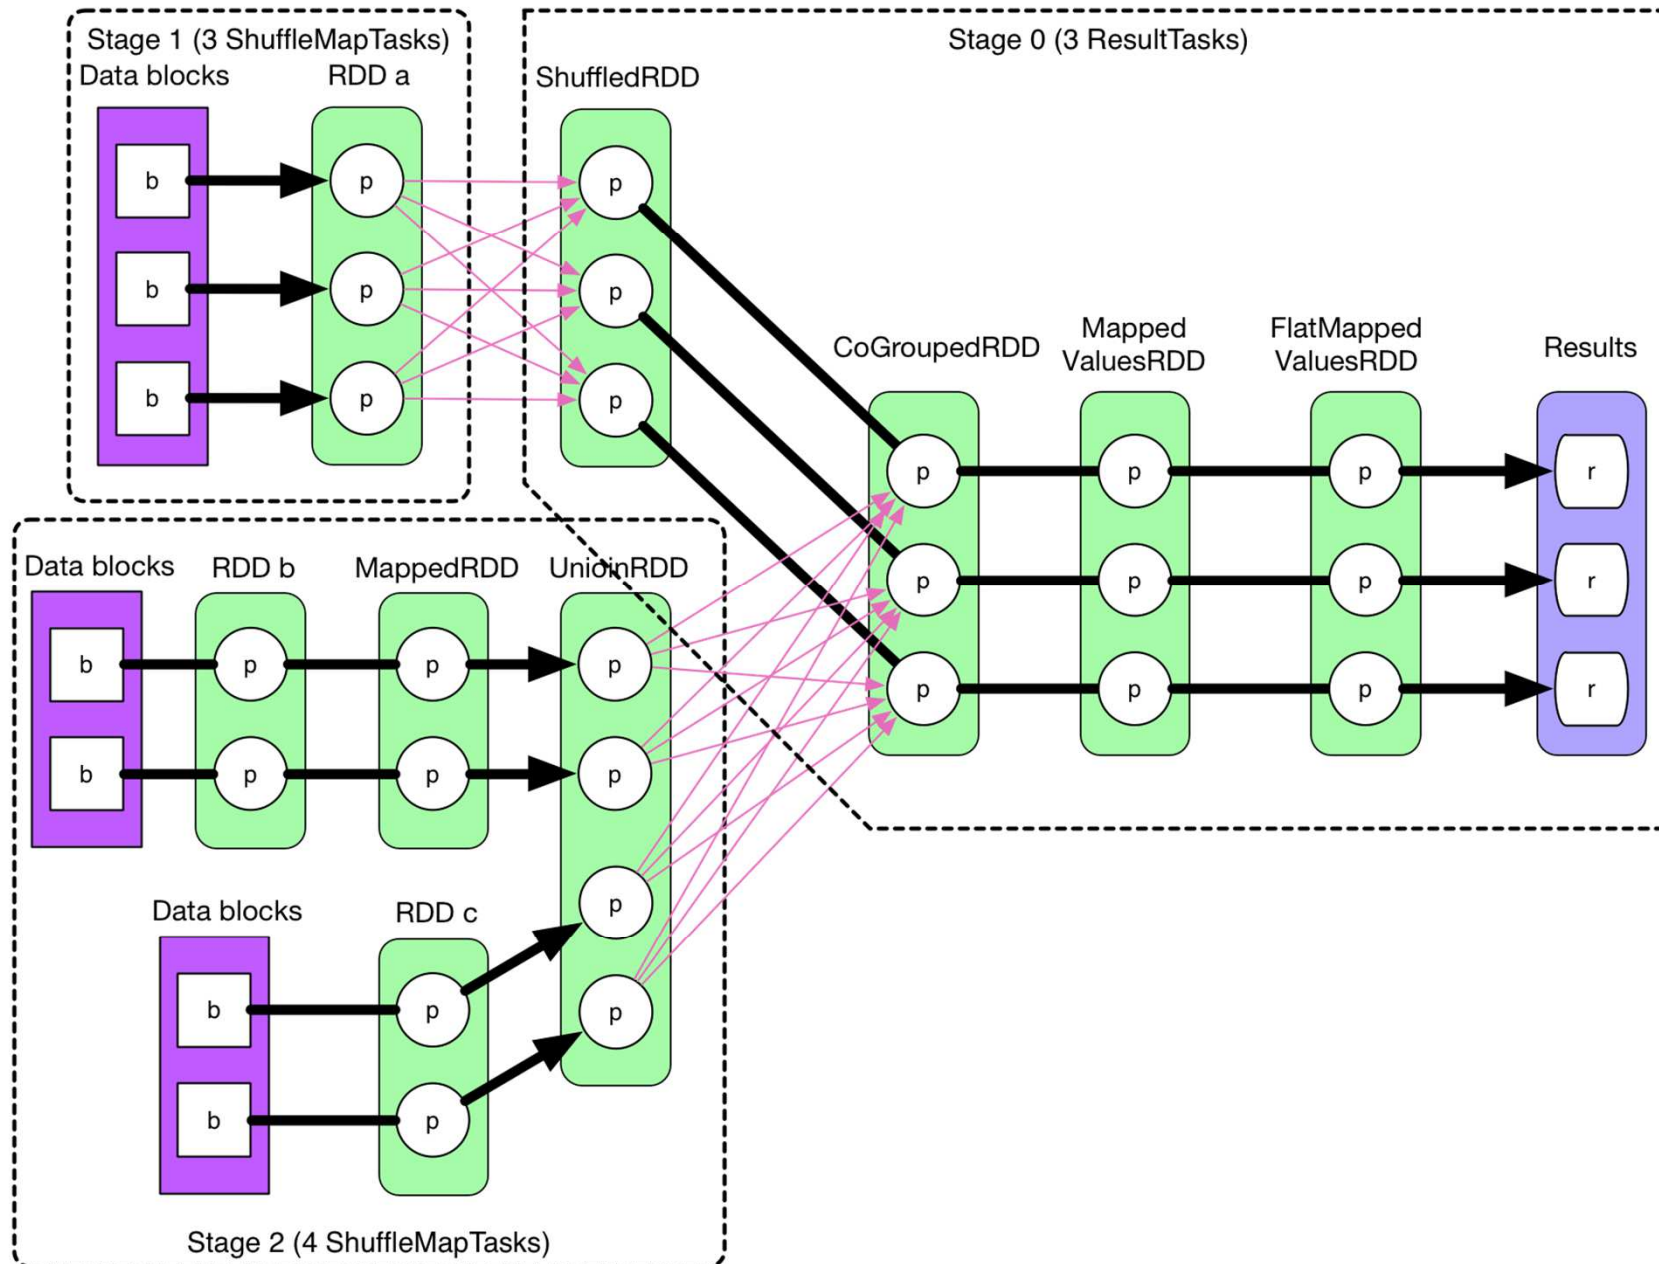 Stage 1 (3 ShuffleMapTasks)
Data blocks
RDD a
b
p
b
p
b
p
Stage 0 (3 ResultTasks)
ShuffledRDD
p
p
p
CoGroupedRDD
Mapped
ValuesRDD
FlatMapped
ValuesRDD
Results
p
p
p
r
p
p
p
r
p
p
p
r
Data blocks
RDD b
MappedRDD
UnioinRDD
b
p
p
p
b
p
p
p
Data blocks
RDD c
p
b
p
p
b
p
Stage 2 (4 ShuffleMapTasks)